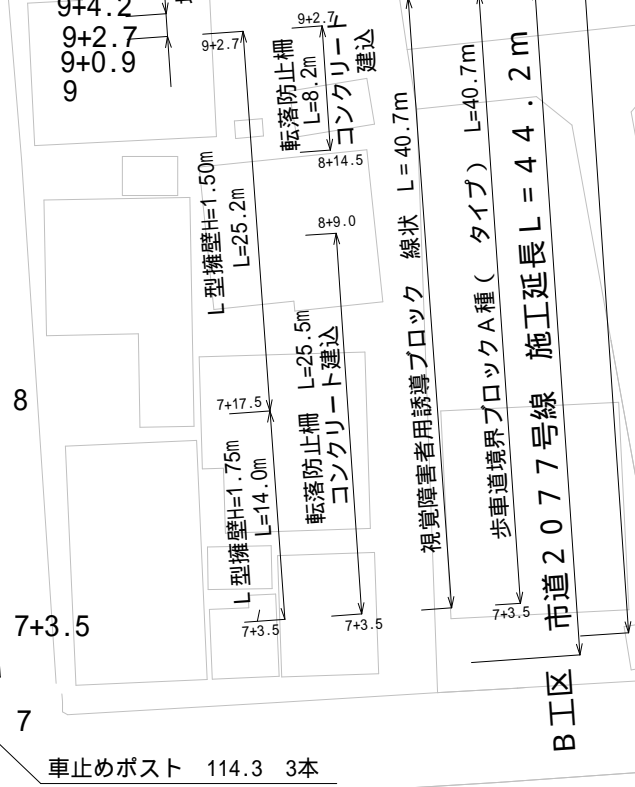 9+4.2
9+2.7
9+0.9
9
8
7+3.5
7
9+2.7
L型擁壁H=1.50m
L=25.2m
7+17.5
L型擁壁H=1.75m
L=14.0m
7+3.5
9+2.7
転落防止柵
L=8.2m
コンクリート
建込
8+14.5
8+9.0
転落防止柵 L=25.5m
コンクリート建込
7+3.5
視覚障害者用誘導ブロック 線状 L=40.7m
歩車道境界ブロックA種( タイプ) L=40.7m
7+3.5
市道2077号線 施工延長L=44.2m
B工区
車止めポスト 114.3 3本